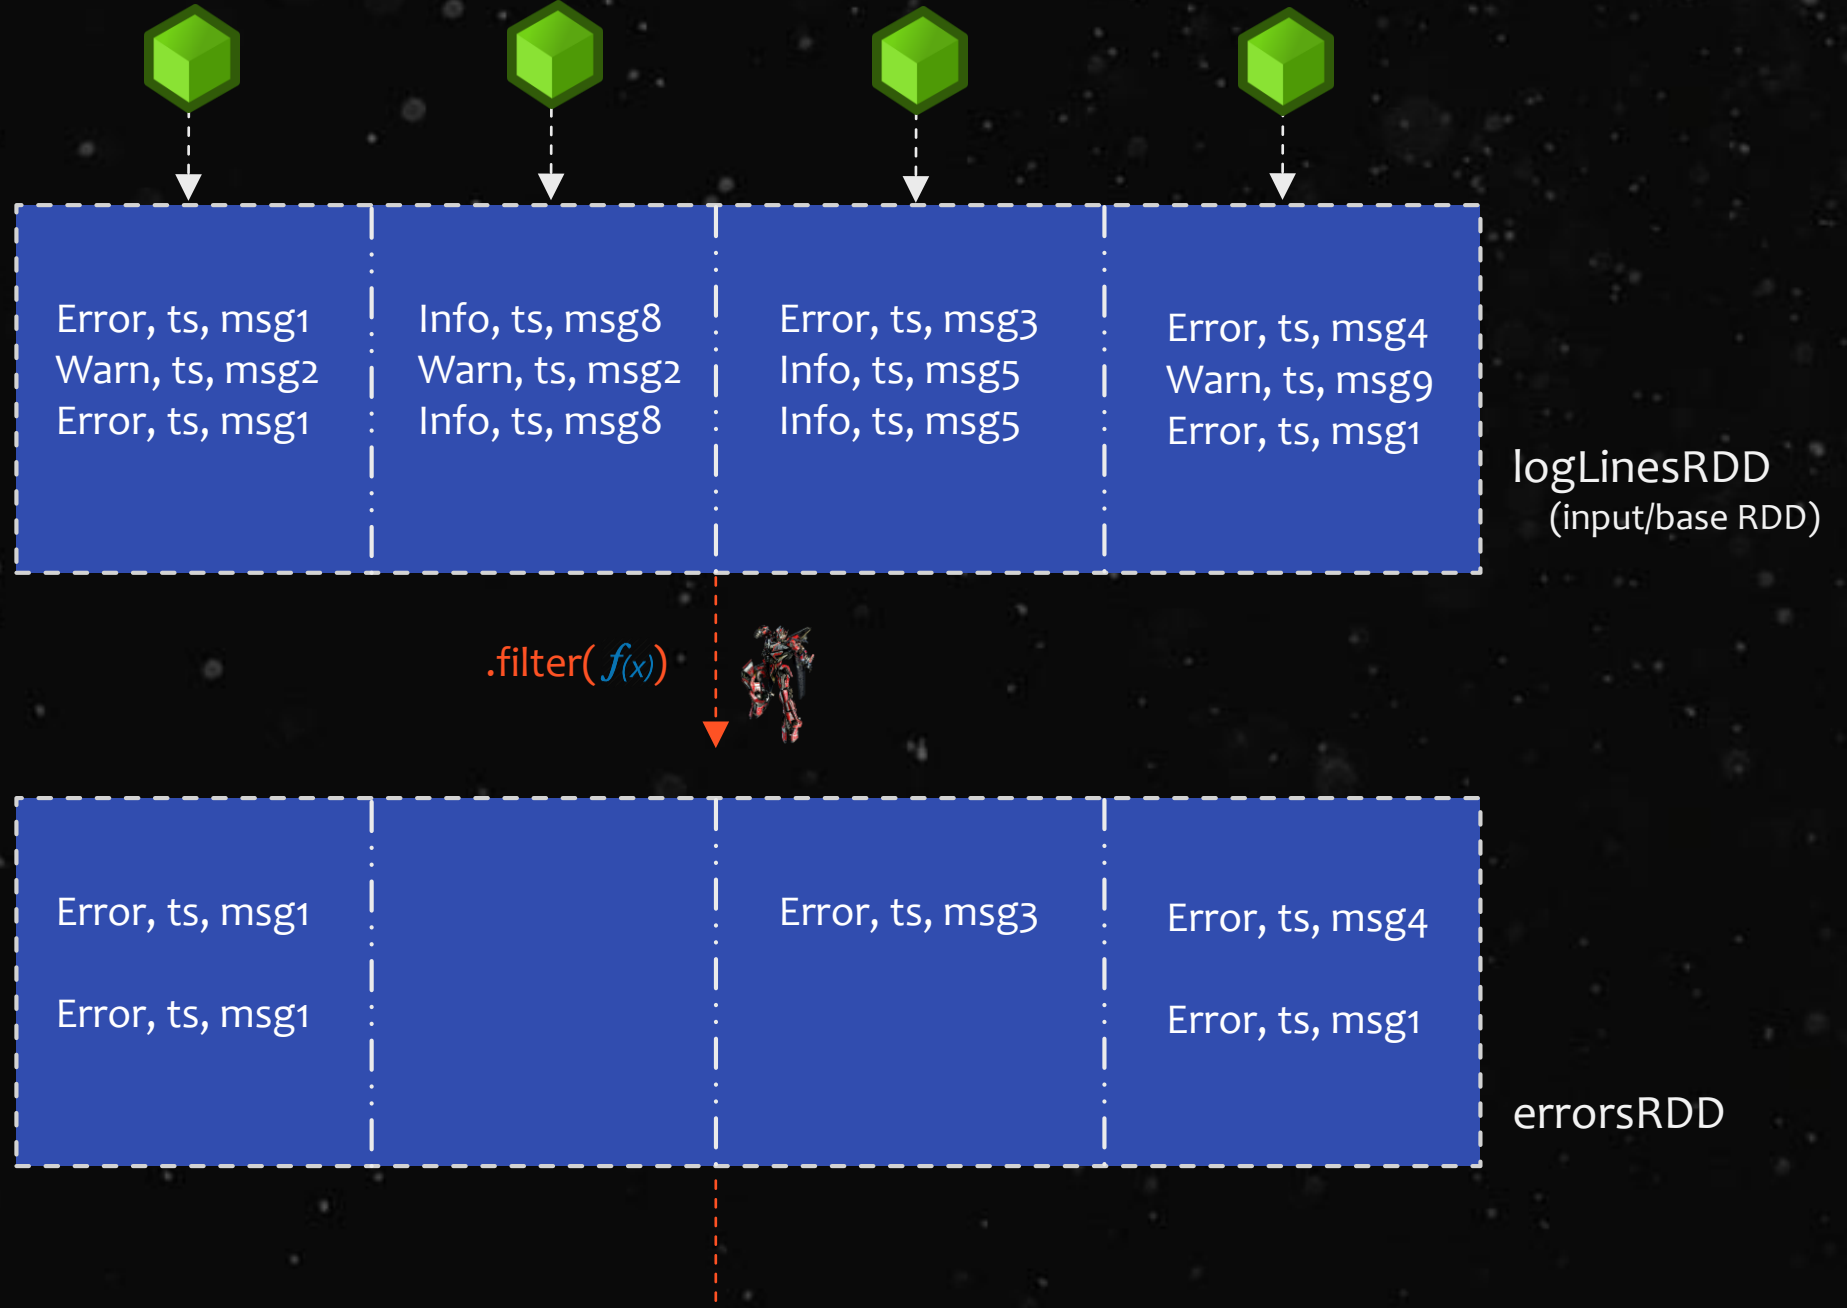 Error, ts, msg1
Warn, ts, msg2
Error, ts, msg1
Info, ts, msg8
Warn, ts, msg2
Info, ts, msg8
Error, ts, msg3
Info, ts, msg5
Info, ts, msg5
Error, ts, msg4
Warn, ts, msg9
Error, ts, msg1
logLinesRDD
(input/base RDD)
.filter( f(x))
Error, ts, msg1
Error, ts, msg1
Error, ts, msg3
Error, ts, msg4
Error, ts, msg1
errorsRDD